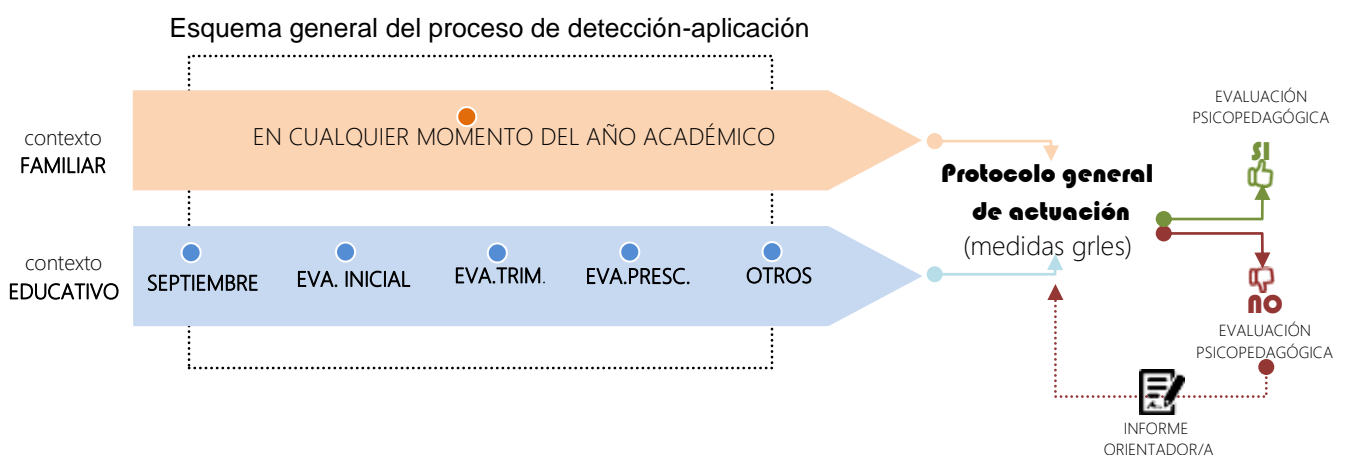 Esquema general del proceso de detección-aplicación
contexto
FAMILIAR
EN CUALQUIER MOMENTO DEL AÑO ACADÉMICO
contexto
EDUCATIVO
SEPTIEMBRE
EVA. INICIAL
EVA.TRIM.
EVA.PRESC.
OTROS
Protocolo general
de actuación
(medidas grles)
EVALUACIÓN
PSICOPEDAGÓGICA
SI
NO
EVALUACIÓN
PSICOPEDAGÓGICA
INFORME
ORIENTADOR/A